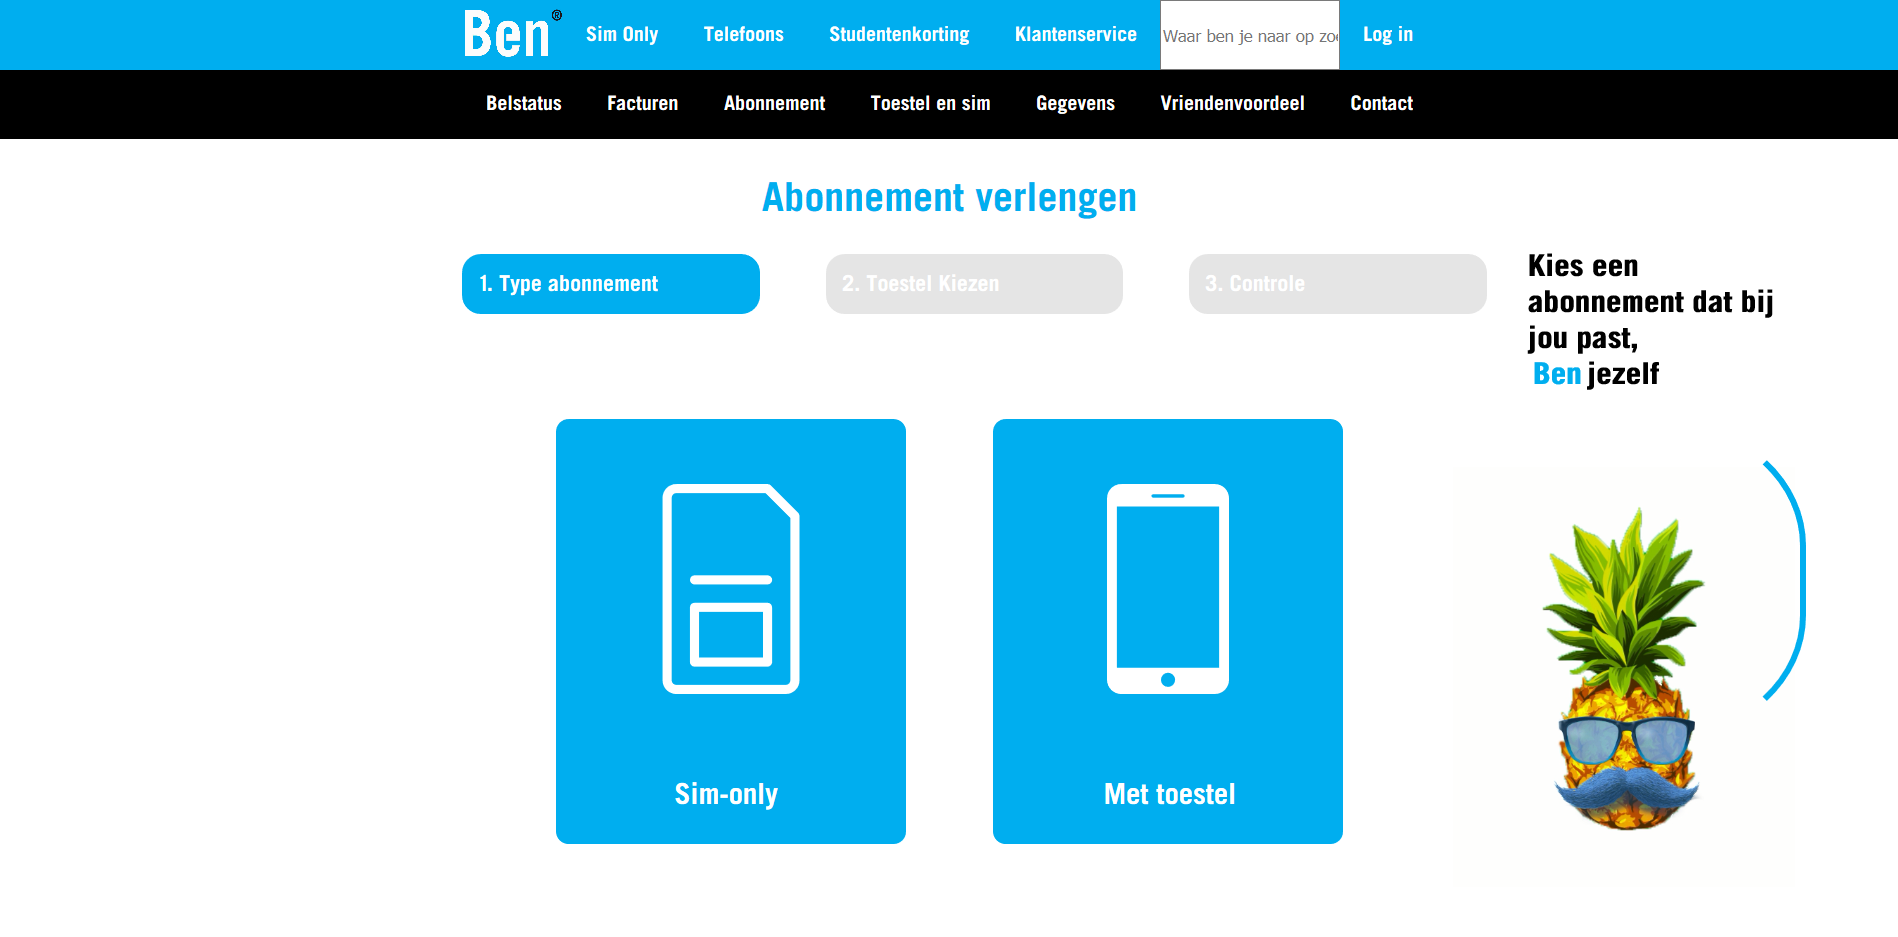 Ben®
Sim Only
Telefoons
Studentenkorting
Klantenservice
Waar ben je naar op zoe
Log in
Belstatus
Facturen
Abonnement
Toestel en sim
Gegevens
Vriendenvoordeel
Contact
Abonnement verlengen
1. Type abonnement
2. Toestel Kiezen
3. Controle
Kies een
abonnement dat bij
jou past,
Ben jezelf
Sim-only
Met toestel